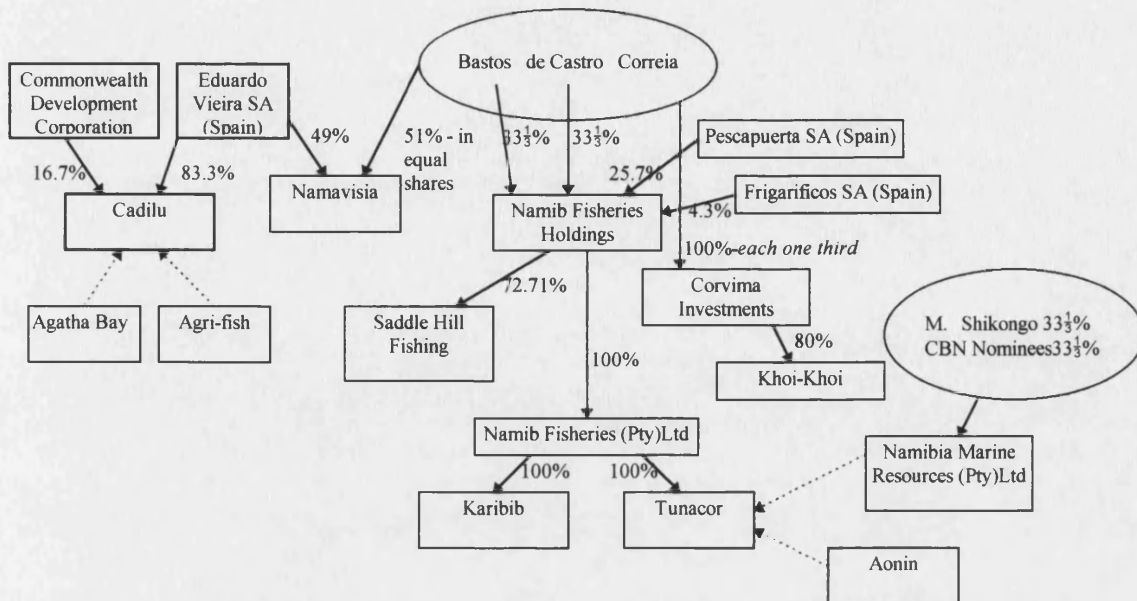 Bastos de Castro Correia
Commonwealth
Development
Corporation
Eduardo
Vieira SA
(Spain)
49%
51% - in
equal
shares
33⅓%
33⅓%
Pescapuerta SA (Spain)
16.7%
83.3%
Namavisia
25.7%
Frigarificos SA (Spain)
Cadilu
Namib Fisheries
Holdings
4.3%
100%-each one third
72.71%
Corvima
Investments
Agatha Bay
Agri-fish
Saddle Hill
Fishing
M. Shikongo 33⅓%
CBN Nominees33⅓%
80%
100%
Khoi-Khoi
Namib Fisheries (Pty)Ltd
Namibia Marine
Resources (Pty)Ltd
100%
100%
Karibib
Tunacor
Aonin